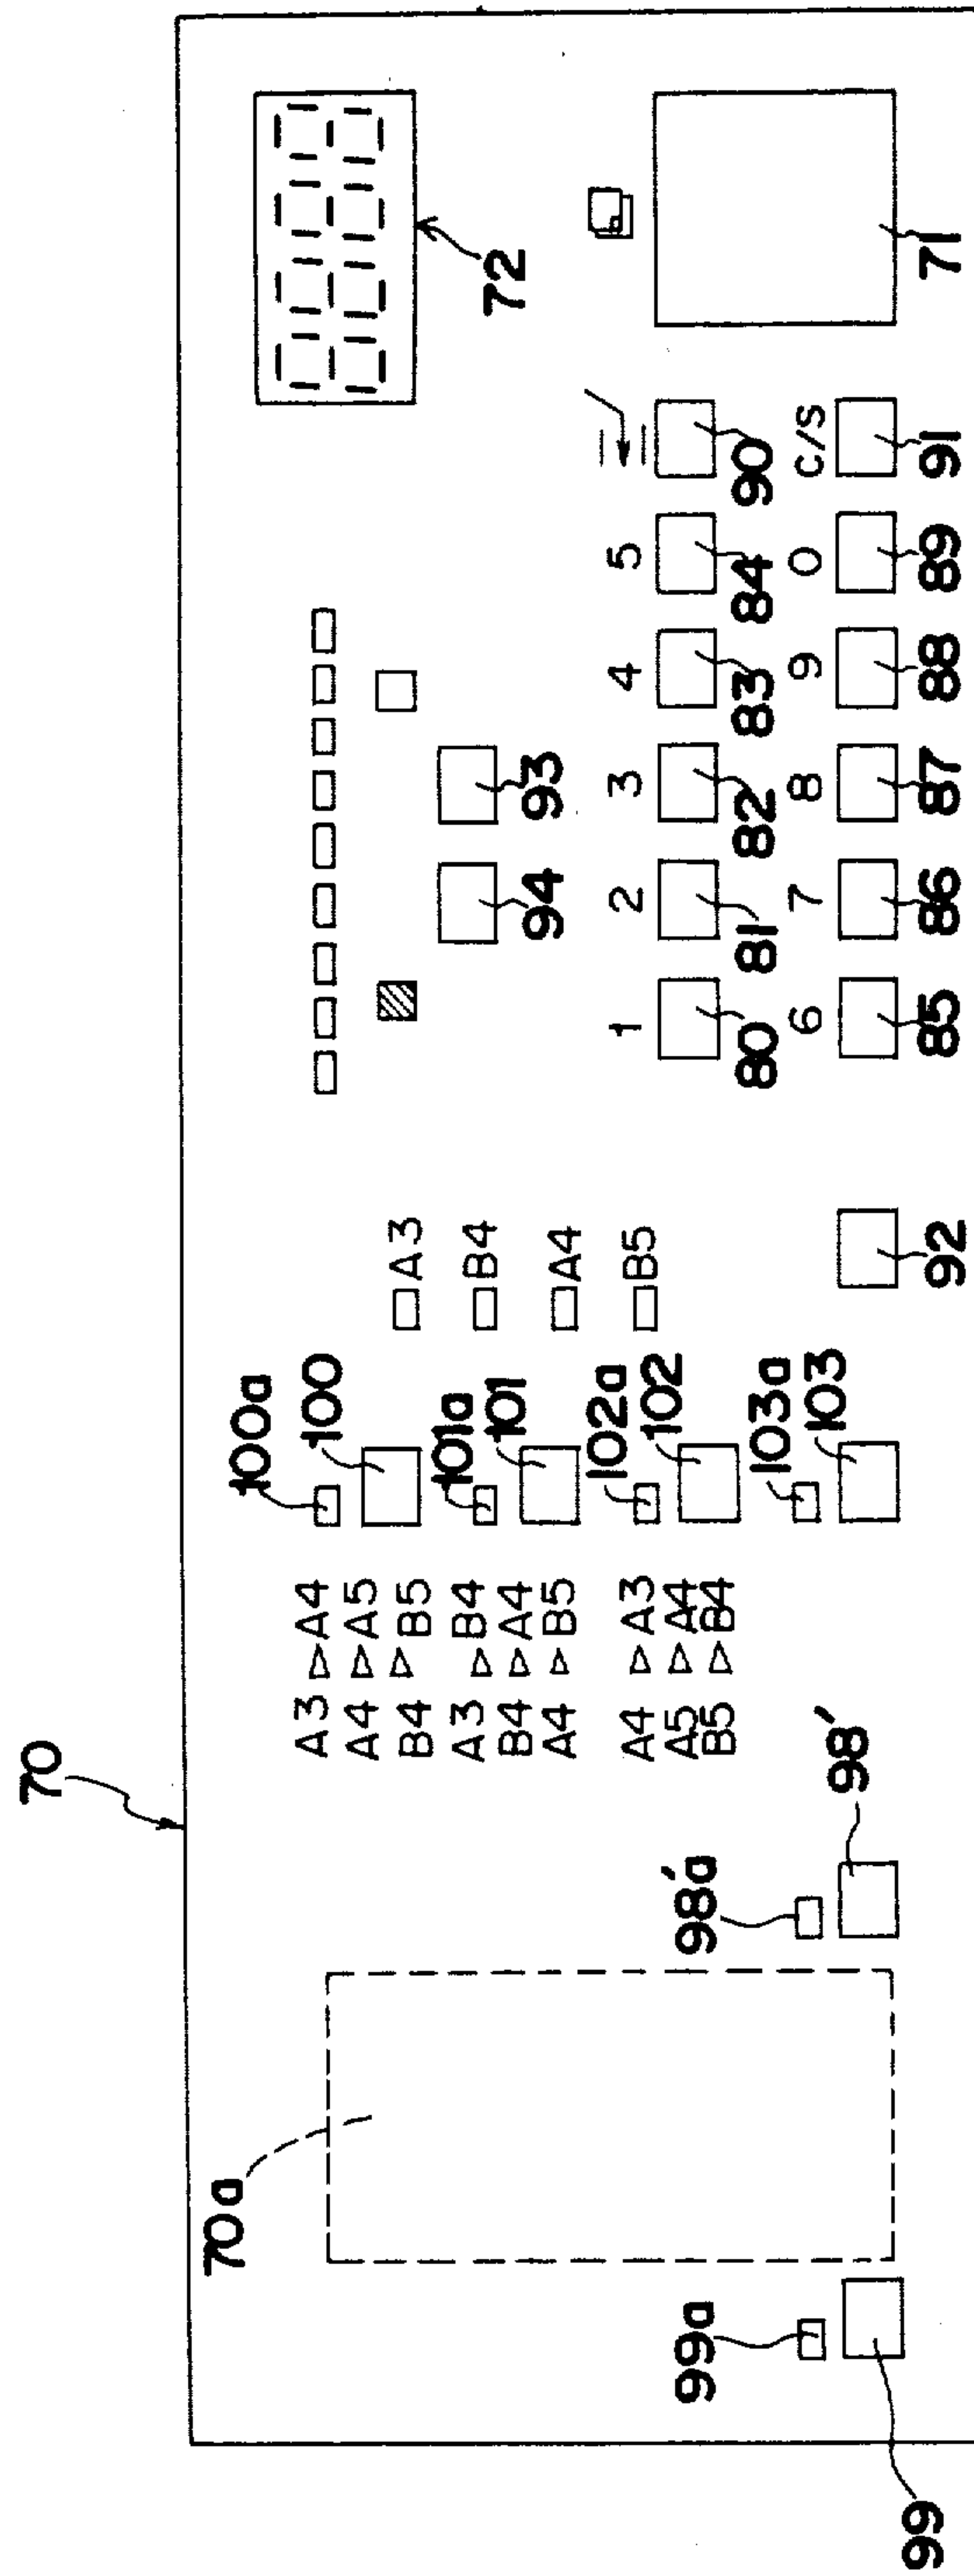 70
70a
99a
99
98'a
98'
A3 ▷ A4
A4 ▷ A5
B4 ▷ B5
A3 ▷ B4
B4 ▷ A4
A4 ▷ B5
A4 ▷ A3
A5 ▷ A4
B5 ▷ B4
100a
100
101a
101
102a
102
103a
103
A3
B4
A4
B5
92
94 93
1 2 3 4 5
80 81 82 83 84 90
6 7 8 9 0 C/S
85 86 87 88 89 91
72
71